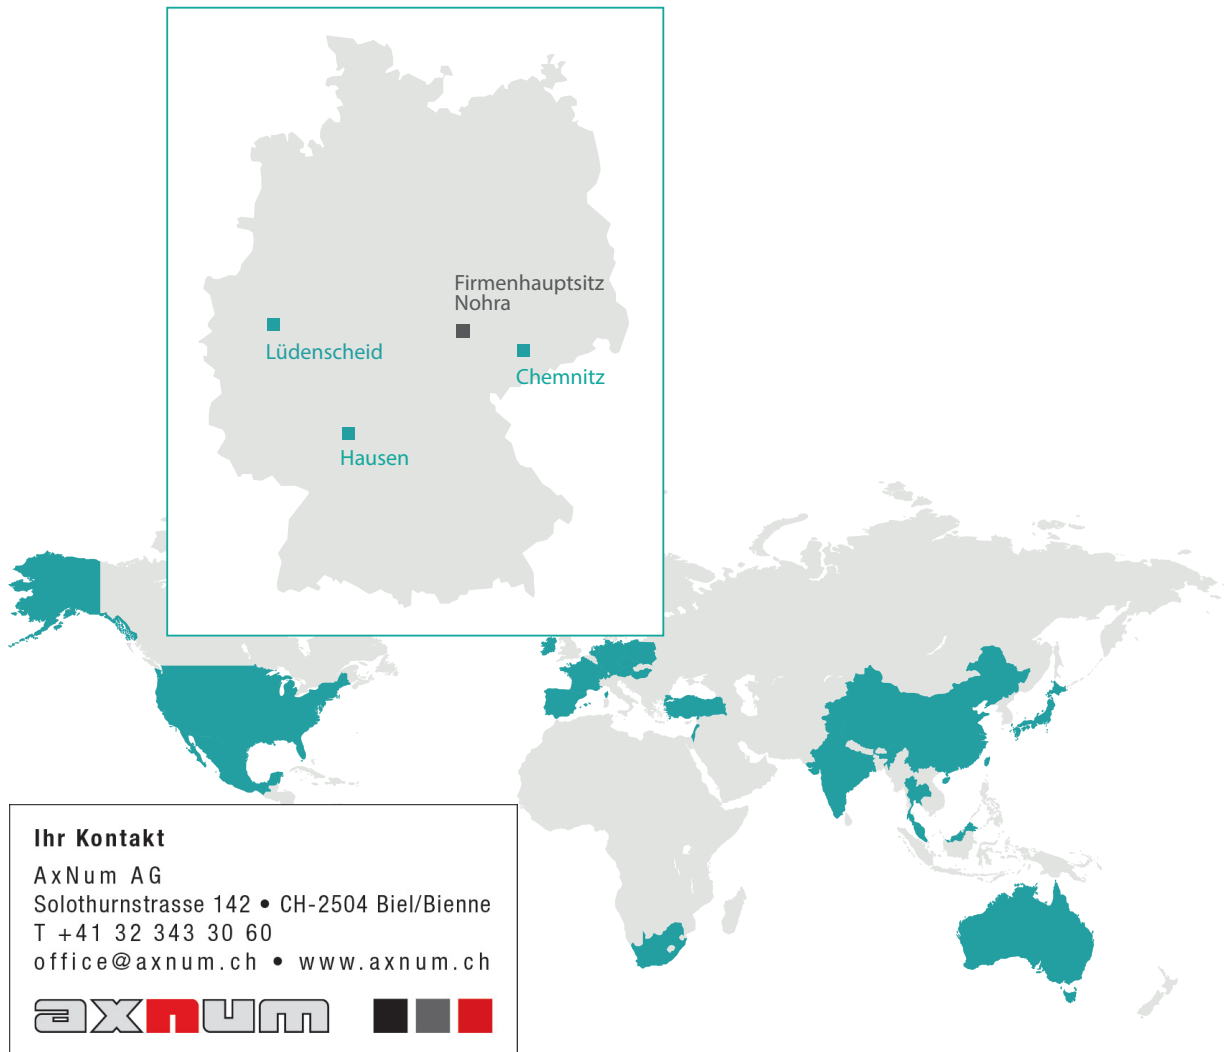 Firmenhauptsitz
Nohra
Lüdenscheid
Chemnitz
Hausen
Ihr Kontakt
AxNum AG
Solothurnstrasse 142 • CH-2504 Biel/Bienne
T +41 32 343 30 60
office@axnum.ch • www.axnum.ch
axnum